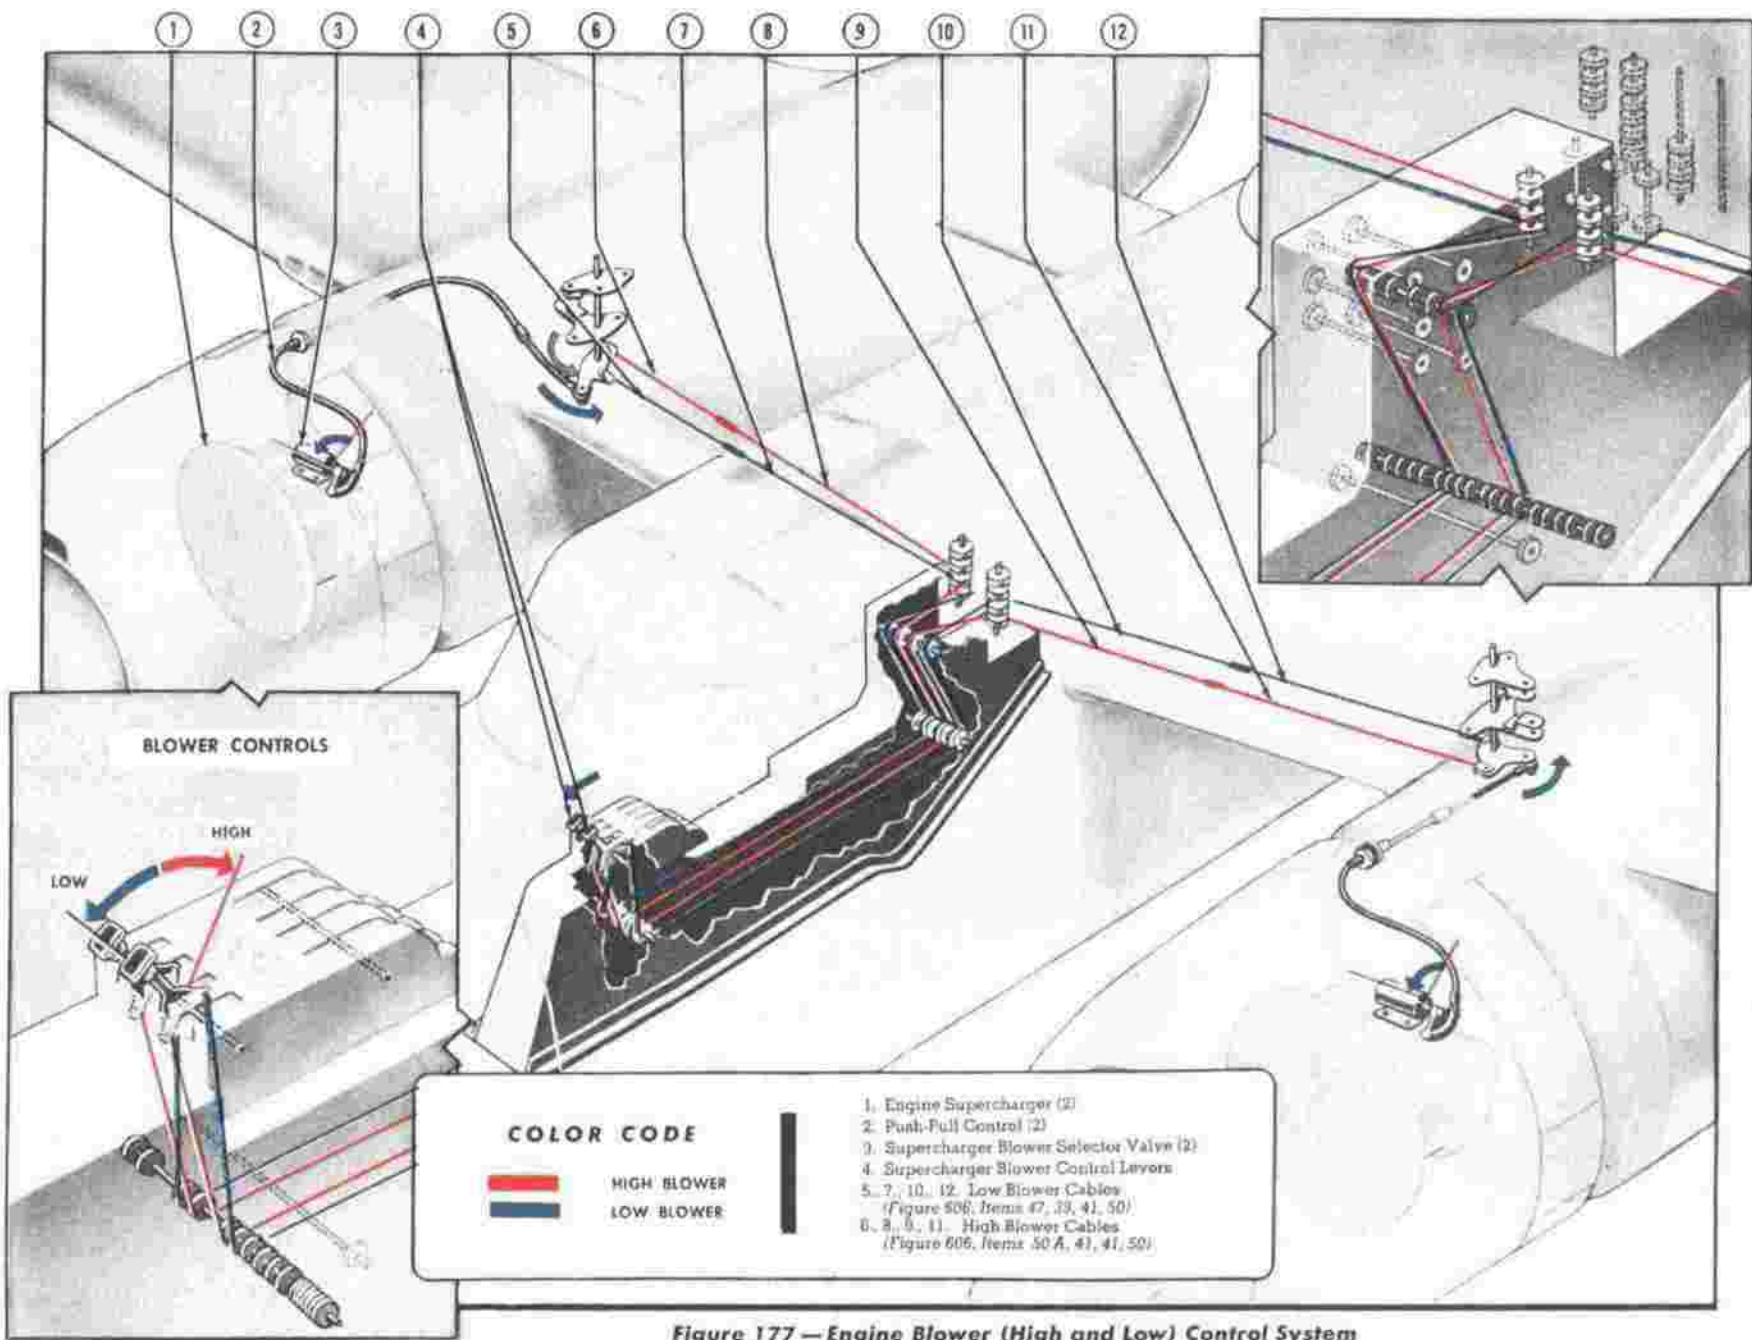 1 2 3 4 5 6 7 8 9 10 11 12
BLOWER CONTROLS
HIGH
LOW
COLOR CODE
HIGH BLOWER
LOW BLOWER
1. Engine Supercharger (2)
2. Push-Pull Control (2)
3. Supercharger Blower Selector Valve (2)
4. Supercharger Blower Control Levers
5., 7., 10., 12. Low Blower Cables
(Figure 606, Items 47, 39, 41, 50)
6., 8., 9., 11. High Blower Cables
(Figure 606, Items 50 A, 41, 41, 50)
Figure 177—Engine Blower (High and Low) Control System